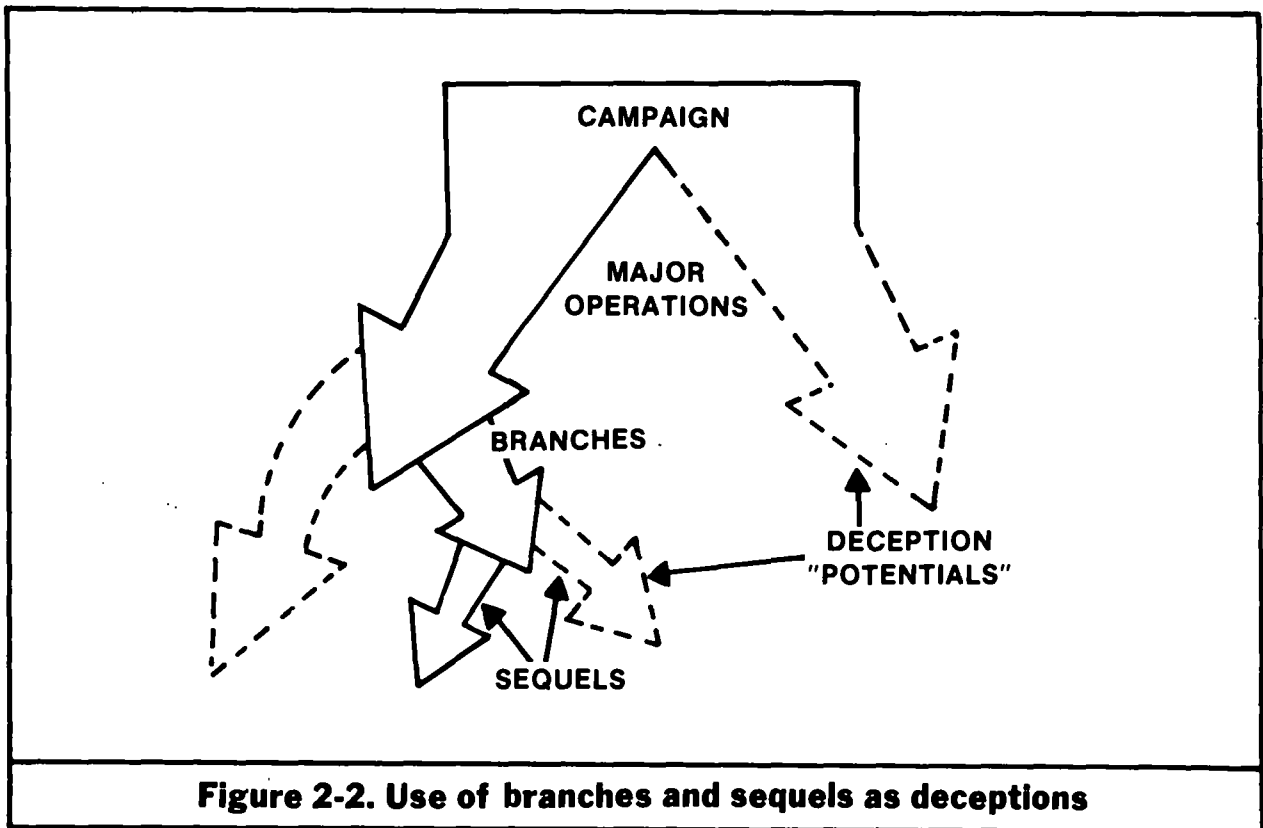 CAMPAIGN
MAJOR
OPERATIONS
BRANCHES
DECEPTION
"POTENTIALS"
SEQUELS
Figure 2-2. Use of branches and sequels as deceptions